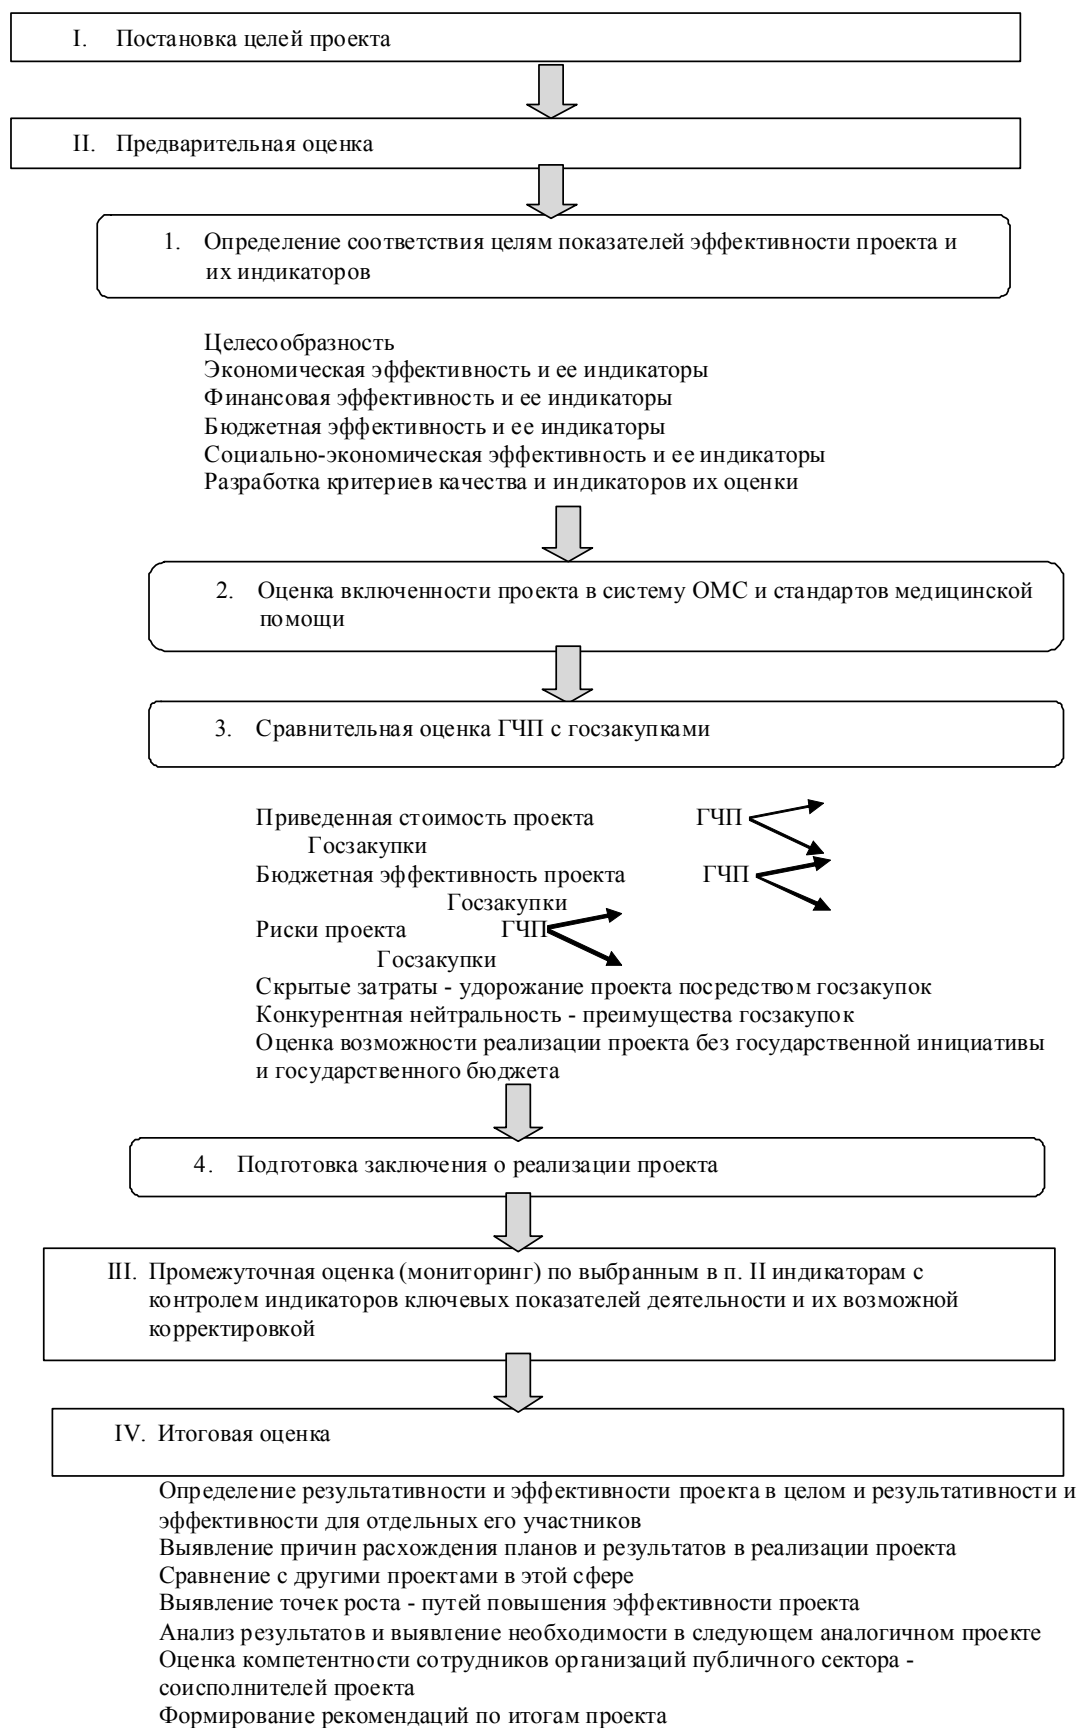 I. Постановка целей проекта
II. Предварительная оценка
1. Определение соответствия целям показателей эффективности проекта и
их индикаторов
Целесообразность
Экономическая эффективность и ее индикаторы
Финансовая эффективность и ее индикаторы
Бюджетная эффективность и ее индикаторы
Социально-экономическая эффективность и ее индикаторы
Разработка критериев качества и индикаторов их оценки
2. Оценка включенности проекта в систему ОМС и стандартов медицинской
помощи
3. Сравнительная оценка ГЧП с госзакупками
Приведенная стоимость проекта ГЧП
Госзакупки
Бюджетная эффективность проекта ГЧП
Госзакупки
Риски проекта ГЧП
Госзакупки
Скрытые затраты - удорожание проекта посредством госзакупок
Конкурентная нейтральность - преимущества госзакупок
Оценка возможности реализации проекта без государственной инициативы
и государственного бюджета
4. Подготовка заключения о реализации проекта
III. Промежуточная оценка (мониторинг) по выбранным в п. II индикаторам с
контролем индикаторов ключевых показателей деятельности и их возможной
корректировкой
IV. Итоговая оценка
Определение результативности и эффективности проекта в целом и результативности и
эффективности для отдельных его участников
Выявление причин расхождения планов и результатов в реализации проекта
Сравнение с другими проектами в этой сфере
Выявление точек роста - путей повышения эффективности проекта
Анализ результатов и выявление необходимости в следующем аналогичном проекте
Оценка компетентности сотрудников организаций публичного сектора -
соисполнителей проекта
Формирование рекомендаций по итогам проекта